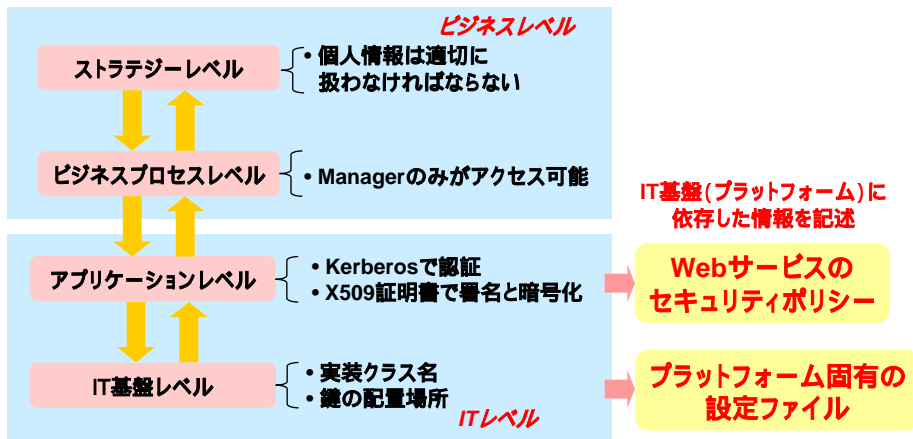 ビジネスレベル
ストラテジーレベル
• 個人情報は適切に
扱わなければならない
ビジネスプロセスレベル
• Managerのみがアクセス可能
IT基盤(プラットフォーム)に
依存した情報を記述
アプリケーションレベル
• Kerberosで認証
• X509証明書で署名と暗号化
Webサービスの
セキュリティポリシー
IT基盤レベル
• 実装クラス名
• 鍵の配置場所
ITレベル
プラットフォーム固有の
設定ファイル